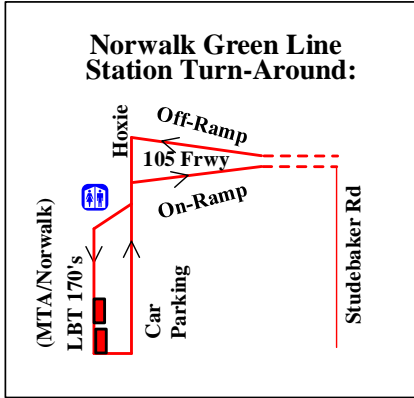 Norwalk Green Line
Station Turn-Around:
Hoxie
Off-Ramp
105 Frwy
On-Ramp
(MTA/Norwalk)
LBT 170's
Car
Parking
Studebaker Rd